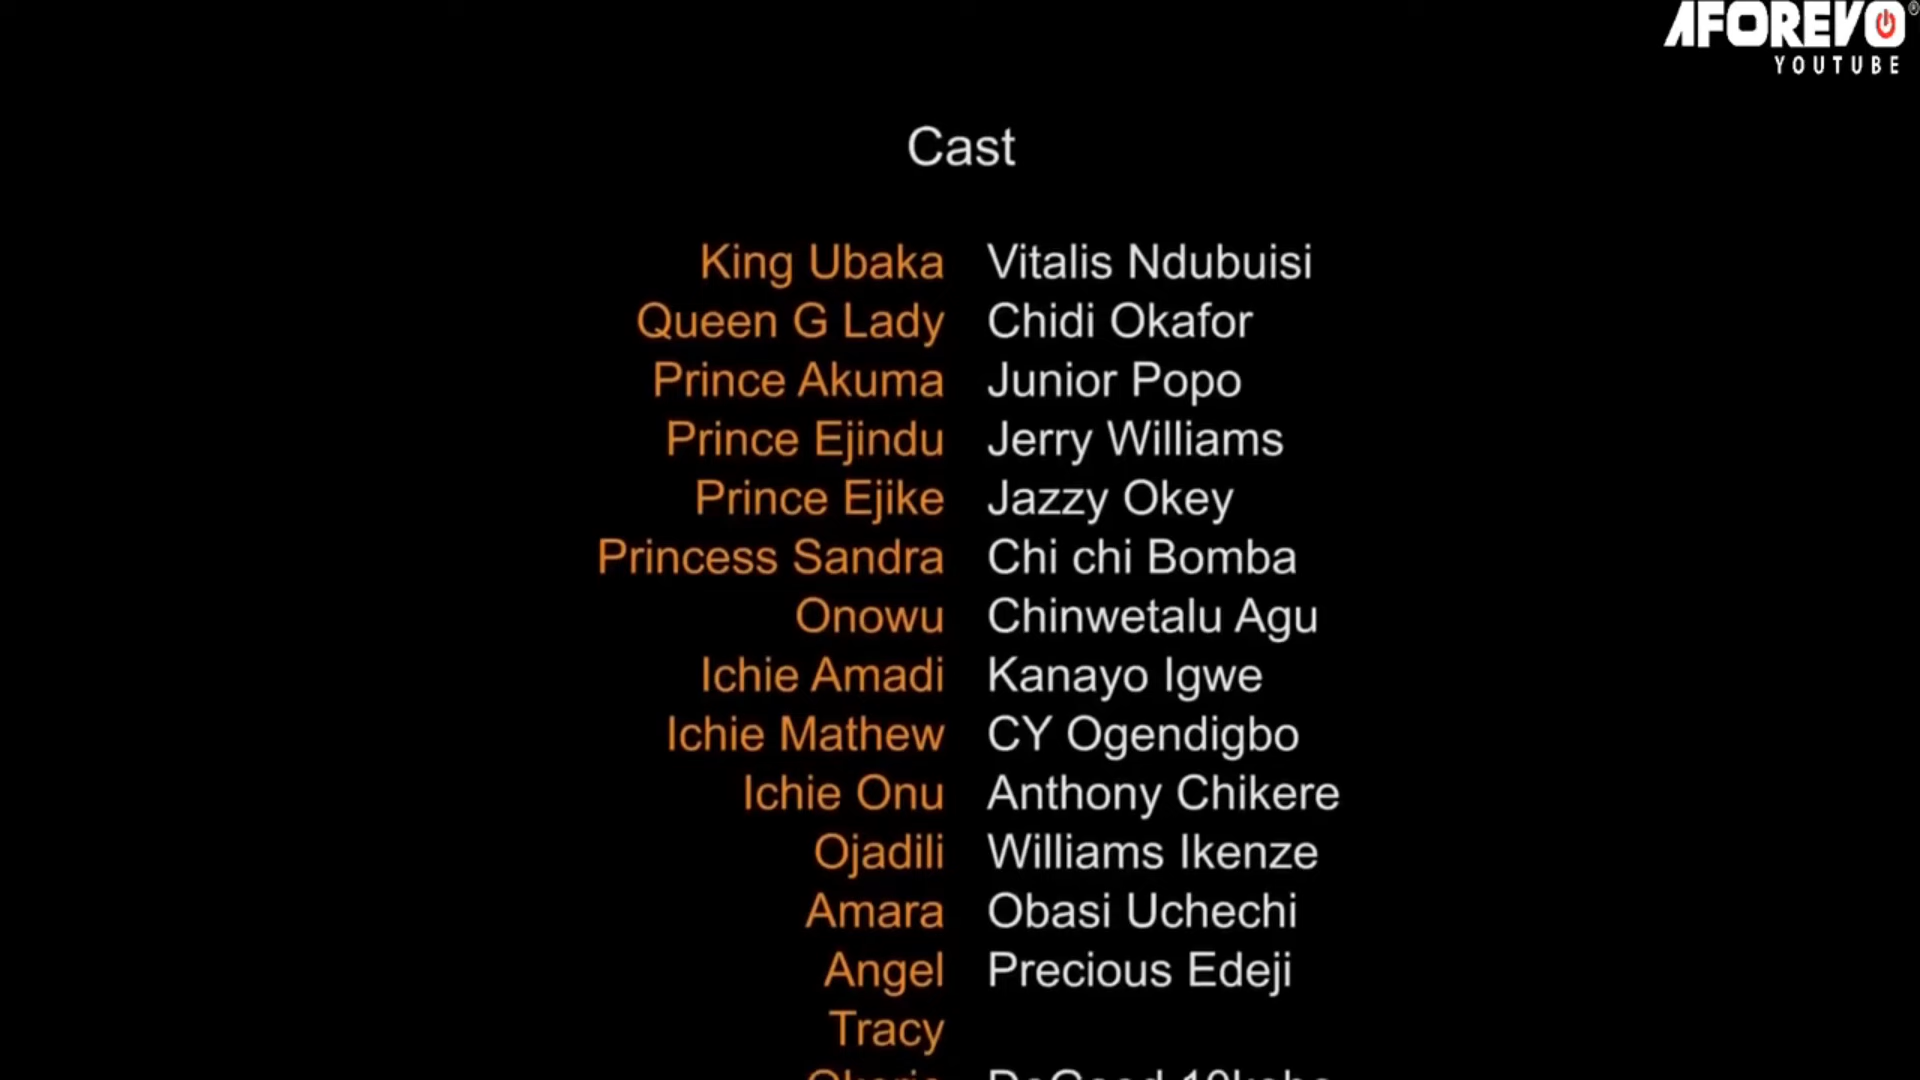 AFOREVO®
YOUTUBE
Cast
King Ubaka Vitalis Ndubuisi
Queen G Lady Chidi Okafor
Prince Akuma Junior Popo
Prince Ejindu Jerry Williams
Prince Ejike Jazzy Okey
Princess Sandra Chi chi Bomba
Onowu Chinwetalu Agu
Ichie Amadi Kanayo Igwe
Ichie Mathew CY Ogendigbo
Ichie Onu Anthony Chikere
Ojadili Williams Ikenze
Amara Obasi Uchechi
Angel Precious Edeji
Tracy